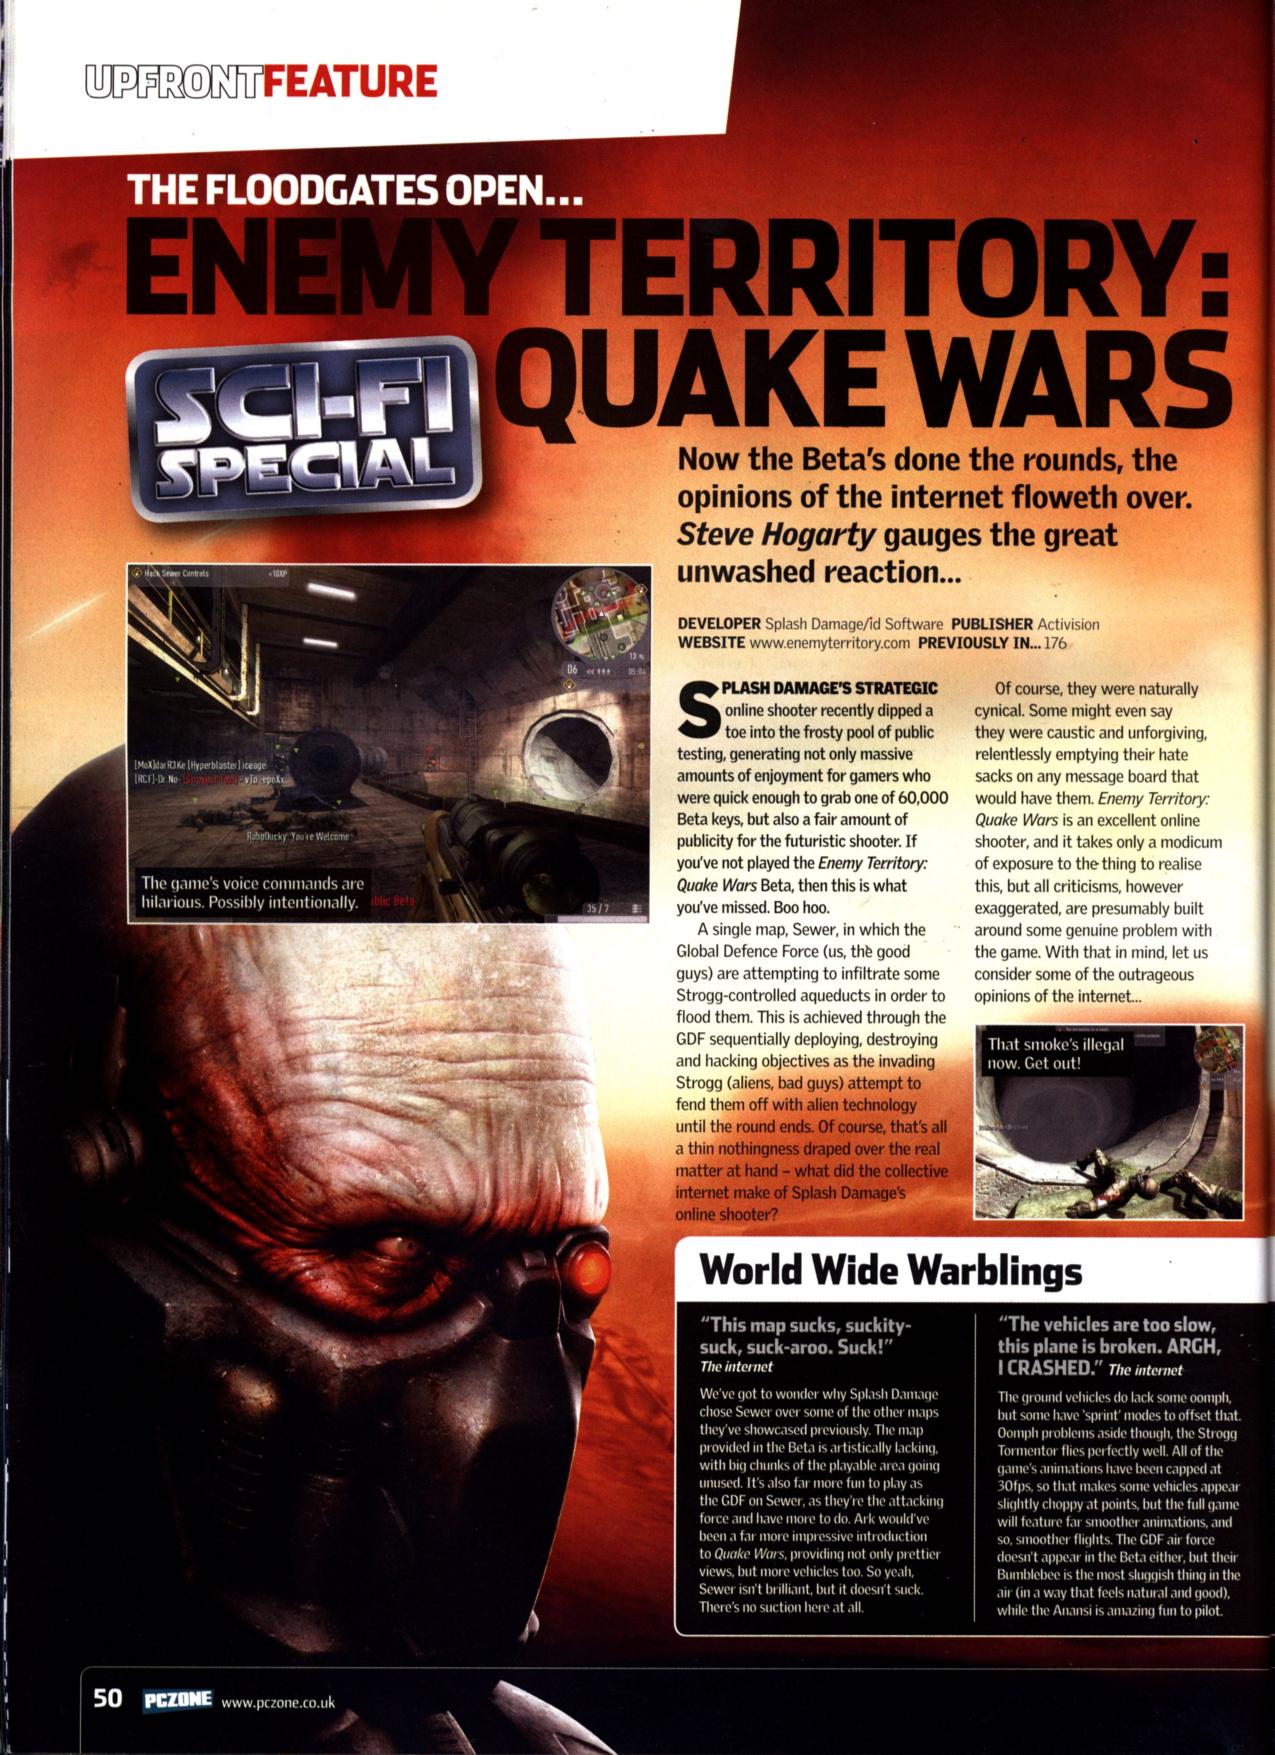 UPFRONTFEATURE
THE FLOODGATES OPEN...
ENEMY TERRITORY:
QUAKE WARS
SCI-FI
SPECIAL
Now the Beta's done the rounds, the
opinions of the internet floweth over.
Steve Hogarty gauges the great
unwashed reaction...
DEVELOPER Splash Damage/id Software PUBLISHER Activision
WEBSITE www.enemyterritory.com PREVIOUSLY IN... 176
Hack Sewer Controls
<10XP
13
06
05:04
[MoX]darR3Ke [Hyperblaster] iceage
[RCF]-Dr. No-
RoboDucky: You're Welcome
The game's voice commands are
hilarious. Possibly intentionally.
blic Beta
35 / 7
SPLASH DAMAGE'S STRATEGIC
online shooter recently dipped a
toe into the frosty pool of public
testing, generating not only massive
amounts of enjoyment for gamers who
were quick enough to grab one of 60,000
Beta keys, but also a fair amount of
publicity for the futuristic shooter. If
you've not played the Enemy Territory:
Quake Wars Beta, then this is what
you've missed. Boo hoo.
A single map, Sewer, in which the
Global Defence Force (us, the good
guys) are attempting to infiltrate some
Strogg-controlled aqueducts in order to
flood them. This is achieved through the
GDF sequentially deploying, destroying
and hacking objectives as the invading
Strogg (aliens, bad guys) attempt to
fend them off with alien technology
until the round ends. Of course, that's all
a thin nothingness draped over the real
matter at hand – what did the collective
internet make of Splash Damage's
online shooter?
Of course, they were naturally
cynical. Some might even say
they were caustic and unforgiving,
relentlessly emptying their hate
sacks on any message board that
would have them. Enemy Territory:
Quake Wars is an excellent online
shooter, and it takes only a modicum
of exposure to the thing to realise
this, but all criticisms, however
exaggerated, are presumably built
around some genuine problem with
the game. With that in mind, let us
consider some of the outrageous
opinions of the internet...
That smoke's illegal
now. Get out!
World Wide Warblings
"This map sucks, suckity-
suck, suck-aroo. Suck!"
The internet
We've got to wonder why Splash Damage
chose Sewer over some of the other maps
they've showcased previously. The map
provided in the Beta is artistically lacking,
with big chunks of the playable area going
unused. It's also far more fun to play as
the GDF on Sewer, as they're the attacking
force and have more to do. Ark would've
been a far more impressive introduction
to Quake Wars, providing not only prettier
views, but more vehicles too. So yeah,
Sewer isn't brilliant, but it doesn't suck.
There's no suction here at all.
"The vehicles are too slow,
this plane is broken. ARGH,
I CRASHED." The internet
The ground vehicles do lack some oomph,
but some have 'sprint' modes to offset that.
Oomph problems aside though, the Strogg
Tormentor flies perfectly well. All of the
game's animations have been capped at
30fps, so that makes some vehicles appear
slightly choppy at points, but the full game
will feature far smoother animations, and
so, smoother flights. The GDF air force
doesn't appear in the Beta either, but their
Bumblebee is the most sluggish thing in the
air (in a way that feels natural and good),
while the Anansi is amazing fun to pilot.
50 PCZONE www.pczone.co.uk